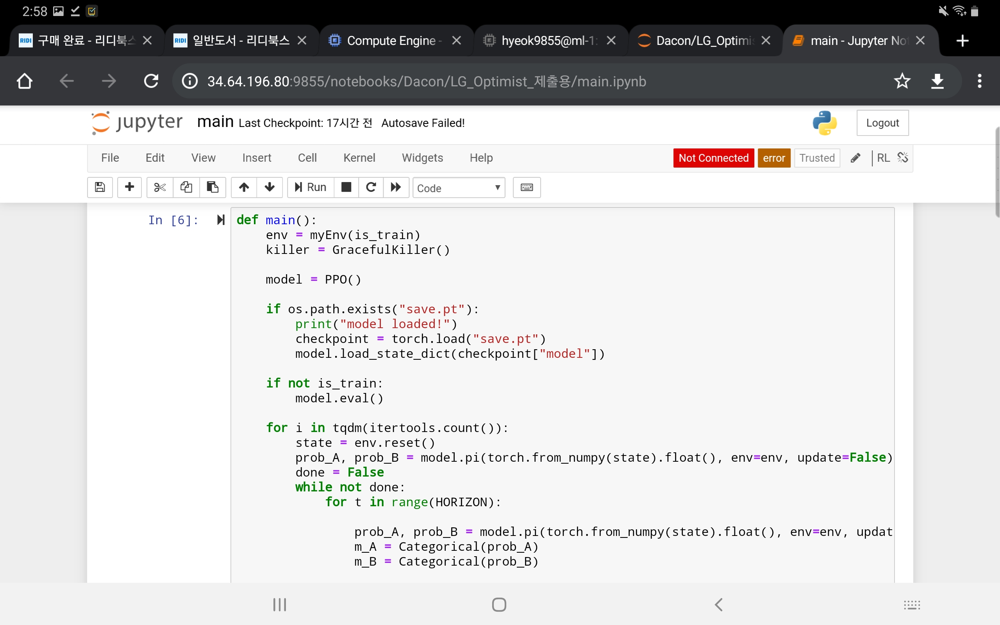 2:58
RIDI 구매 완료 - 리디북스
RIDI 일반도서 - 리디북스
Compute Engine -
hyeok9855@ml-1:
Dacon/LG_Optimi
main - Jupyter Not
34.64.196.80:9855/notebooks/Dacon/LG_Optimist_제출용/main.ipynb
jupyter main Last Checkpoint: 17시간 전 Autosave Failed!
Logout
File Edit View Insert Cell Kernel Widgets Help Not Connected error Trusted RL
Run Code
In [6]:
def main():
    env = myEnv(is_train)
    killer = GracefulKiller()
    model = PPO()
    if os.path.exists("save.pt"):
        print("model loaded!")
        checkpoint = torch.load("save.pt")
        model.load_state_dict(checkpoint["model"])
    if not is_train:
        model.eval()
    for i in tqdm(itertools.count()):
        state = env.reset()
        prob_A, prob_B = model.pi(torch.from_numpy(state).float(), env=env, update=False)
        done = False
        while not done:
            for t in range(HORIZON):
                prob_A, prob_B = model.pi(torch.from_numpy(state).float(), env=env, updat
                m_A = Categorical(prob_A)
                m_B = Categorical(prob_B)